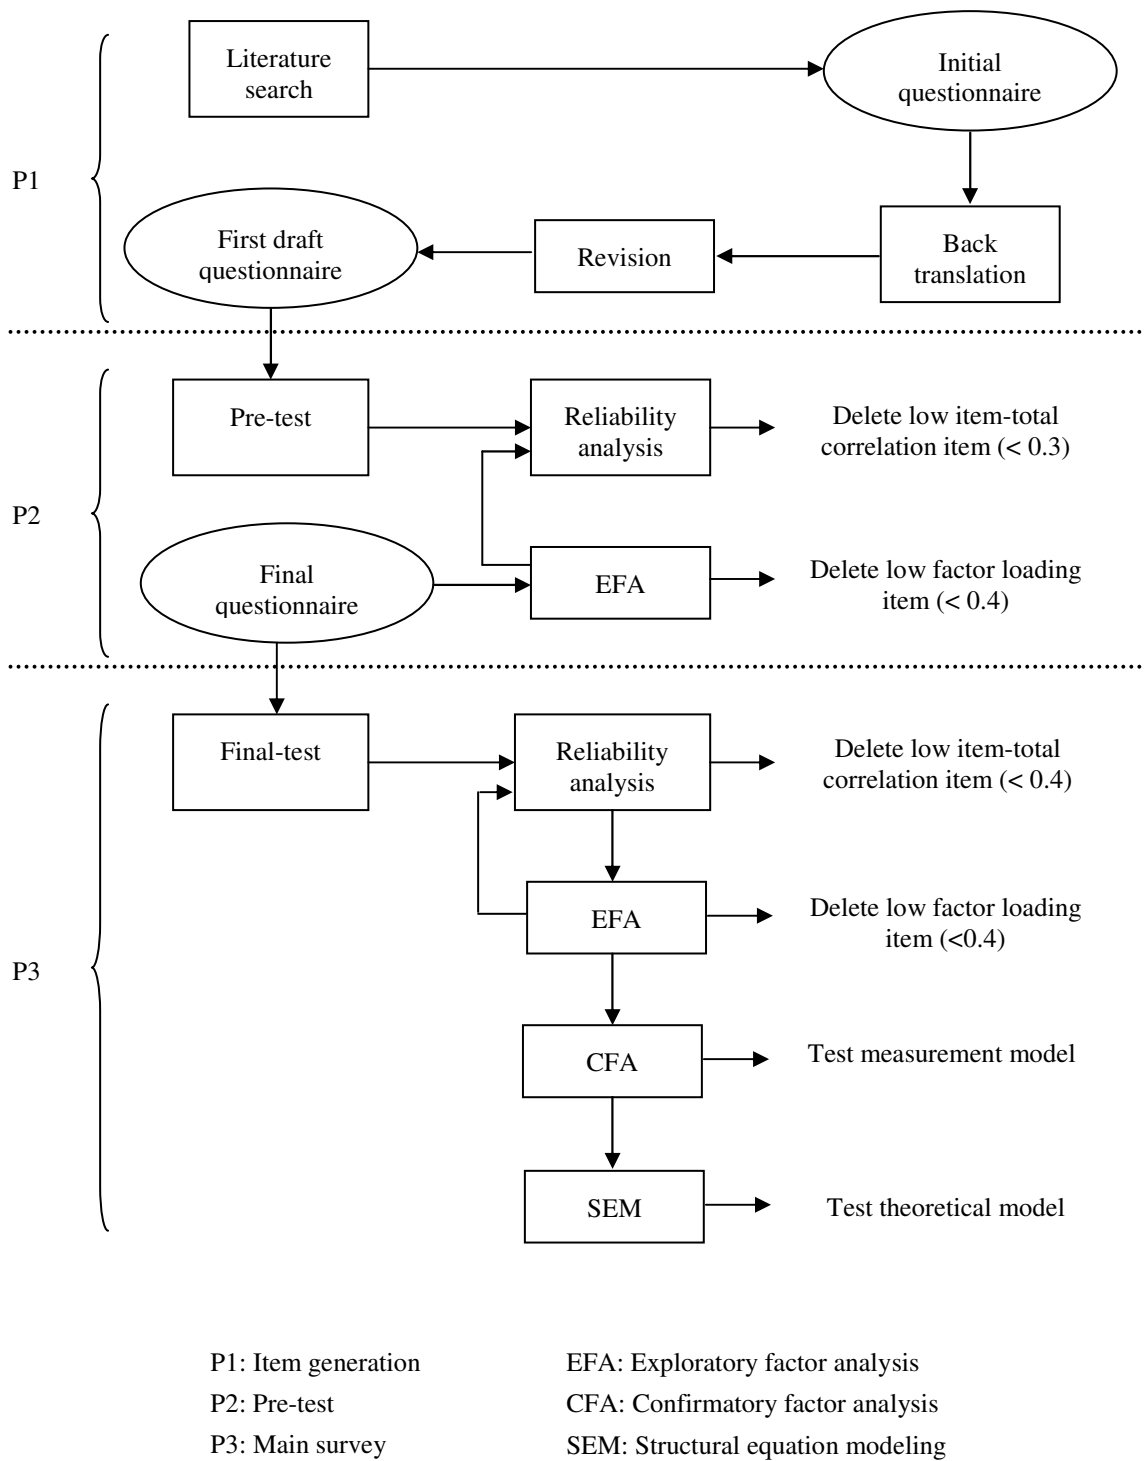 Literature
search
Initial
questionnaire
P1
First draft
questionnaire
Revision
Back
translation
Pre-test
Reliability
analysis
Delete low item-total
correlation item (< 0.3)
P2
Final
questionnaire
EFA
Delete low factor loading
item (< 0.4)
Final-test
Reliability
analysis
Delete low item-total
correlation item (< 0.4)
EFA
Delete low factor loading
item (<0.4)
P3
CFA
Test measurement model
SEM
Test theoretical model
P1: Item generation
EFA: Exploratory factor analysis
P2: Pre-test
CFA: Confirmatory factor analysis
P3: Main survey
SEM: Structural equation modeling